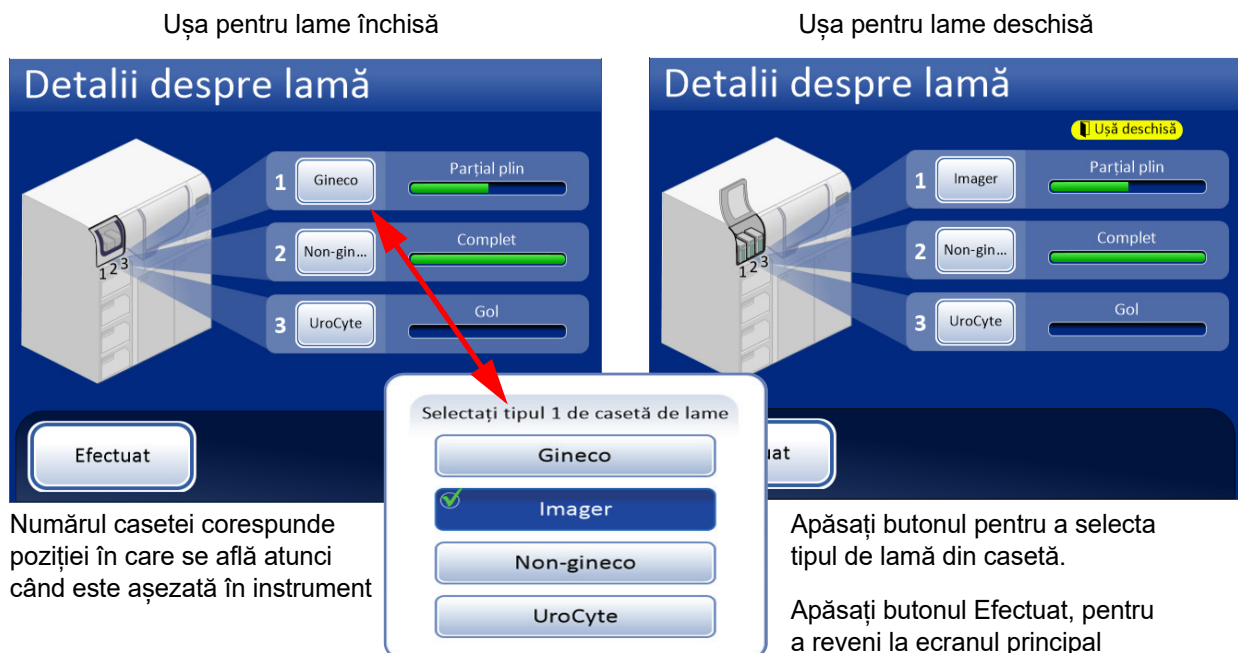 Ușa pentru lame închisă
Detalii despre lamă
1 Gineco Parțial plin
2 Non-gin... Complet
3 UroCyte Gol
1 2 3
Efectuat
Numărul casetei corespunde
poziției în care se află atunci
când este așezată în instrument
Selectați tipul 1 de casetă de lame
Gineco
Imager
Non-gineco
UroCyte
Ușa pentru lame deschisă
Detalii despre lamă
Ușă deschisă
1 Imager Parțial plin
2 Non-gin... Complet
3 UroCyte Gol
1 2 3
uat
Apăsați butonul pentru a selecta
tipul de lamă din casetă.
Apăsați butonul Efectuat, pentru
a reveni la ecranul principal